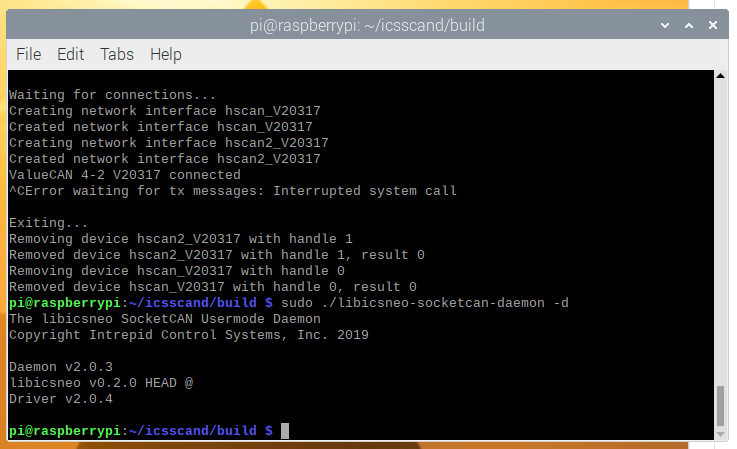 pi@raspberrypi: ~/icsscand/build
File Edit Tabs Help
Waiting for connections...
Creating network interface hscan_V20317
Created network interface hscan_V20317
Creating network interface hscan2_V20317
Created network interface hscan2_V20317
ValueCAN 4-2 V20317 connected
^CError waiting for tx messages: Interrupted system call
Exiting...
Removing device hscan2_V20317 with handle 1
Removed device hscan2_V20317 with handle 1, result 0
Removing device hscan_V20317 with handle 0
Removed device hscan_V20317 with handle 0, result 0
pi@raspberrypi:~/icsscand/build $ sudo ./libicsneo-socketcan-daemon -d
The libicsneo SocketCAN Usermode Daemon
Copyright Intrepid Control Systems, Inc. 2019
Daemon v2.0.3
libicsneo v0.2.0 HEAD @
Driver v2.0.4
pi@raspberrypi:~/icsscand/build $